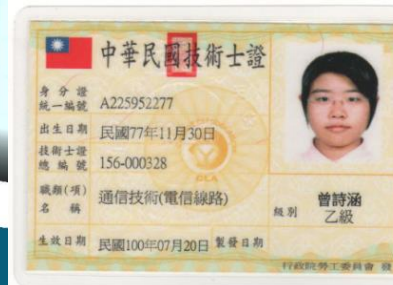 中華民國技術士證
身分證
統一編號 A225952277
出生日期 民國77年11月30日
技術士證
總編號 156-000328
職類(項)
名稱 通信技術(電信線路)
曾詩涵
級別 乙級
生效日期 民國100年07月20日 製發日期
行政院勞工委員會 發